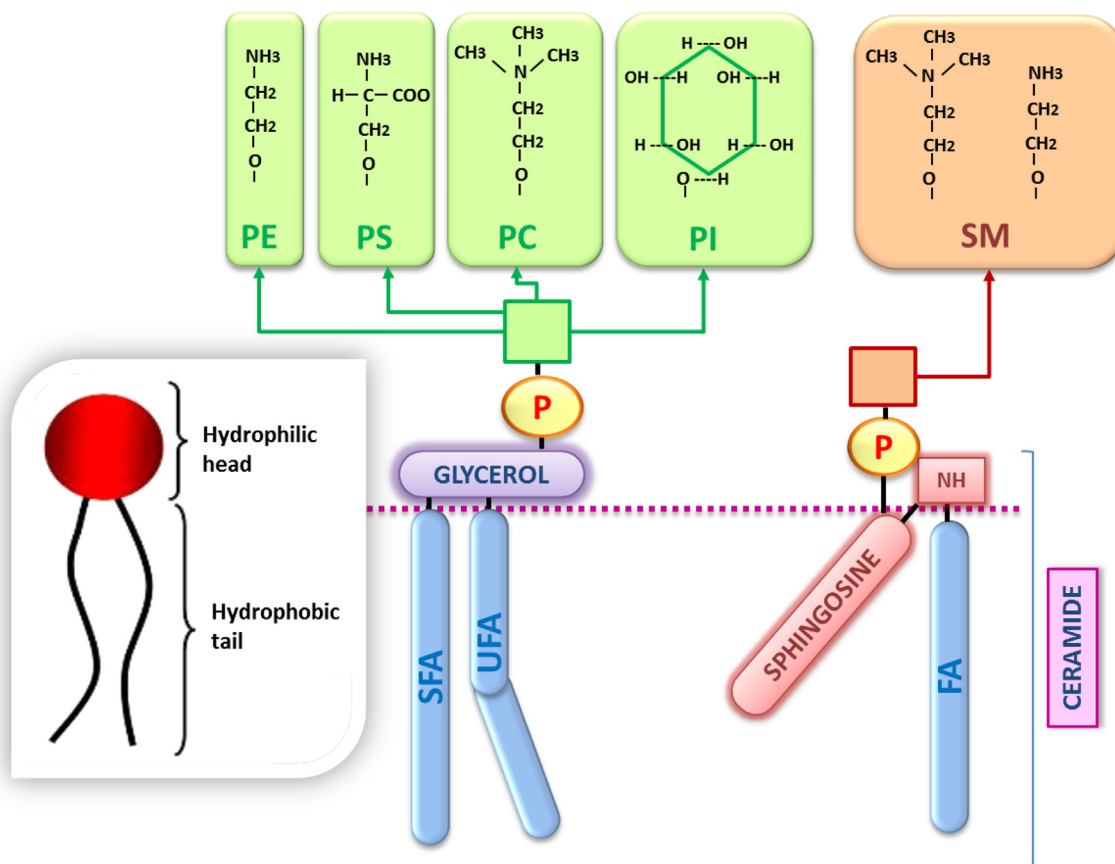 NH3
CH2
CH2
O
PE
NH3
H C COO
CH2
O
PS
CH3
CH3 CH3
N
CH2
CH2
O
PC
H ---- OH
OH ---- H OH ---- H
H ---- OH H ---- OH
O ---- H
PI
CH3
CH3 CH3
N
CH2
CH2
O
NH3
CH2
CH2
O
SM
Hydrophilic
head
Hydrophobic
tail
P
GLYCEROL
SFA
UFA
P
NH
SPHINGOSINE
FA
CERAMIDE